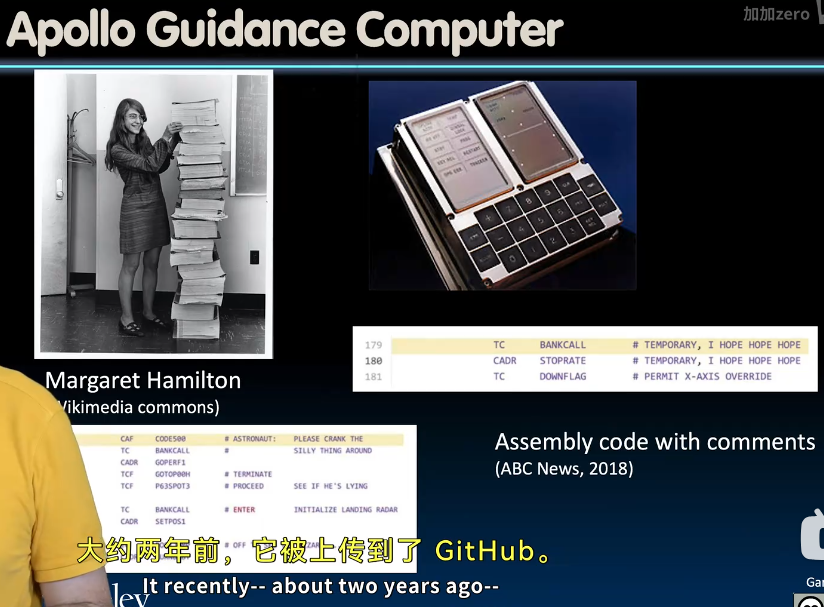 Apollo Guidance Computer
加加zero
179 TC BANKCALL # TEMPORARY, I HOPE HOPE HOPE
180 CADR STOPRATE # TEMPORARY, I HOPE HOPE HOPE
181 TC DOWNFLAG # PERMIT X-AXIS OVERRIDE
Margaret Hamilton
Wikimedia commons)
CAF CODE500 # ASTRONAUT: PLEASE CRANK THE
TC BANKCALL # SILLY THING AROUND
CADR GOPERF1
TCF GOTOP00H # TERMINATE
TCF P63SPOT3 # PROCEED SEE IF HE'S LYING
TC BANKCALL # ENTER INITIALIZE LANDING RADAR
CADR SETPOS1
# OFF
Assembly code with comments
(ABC News, 2018)
大约两年前，它被上传到了 GitHub。
It recently-- about two years ago--
ley
Gar